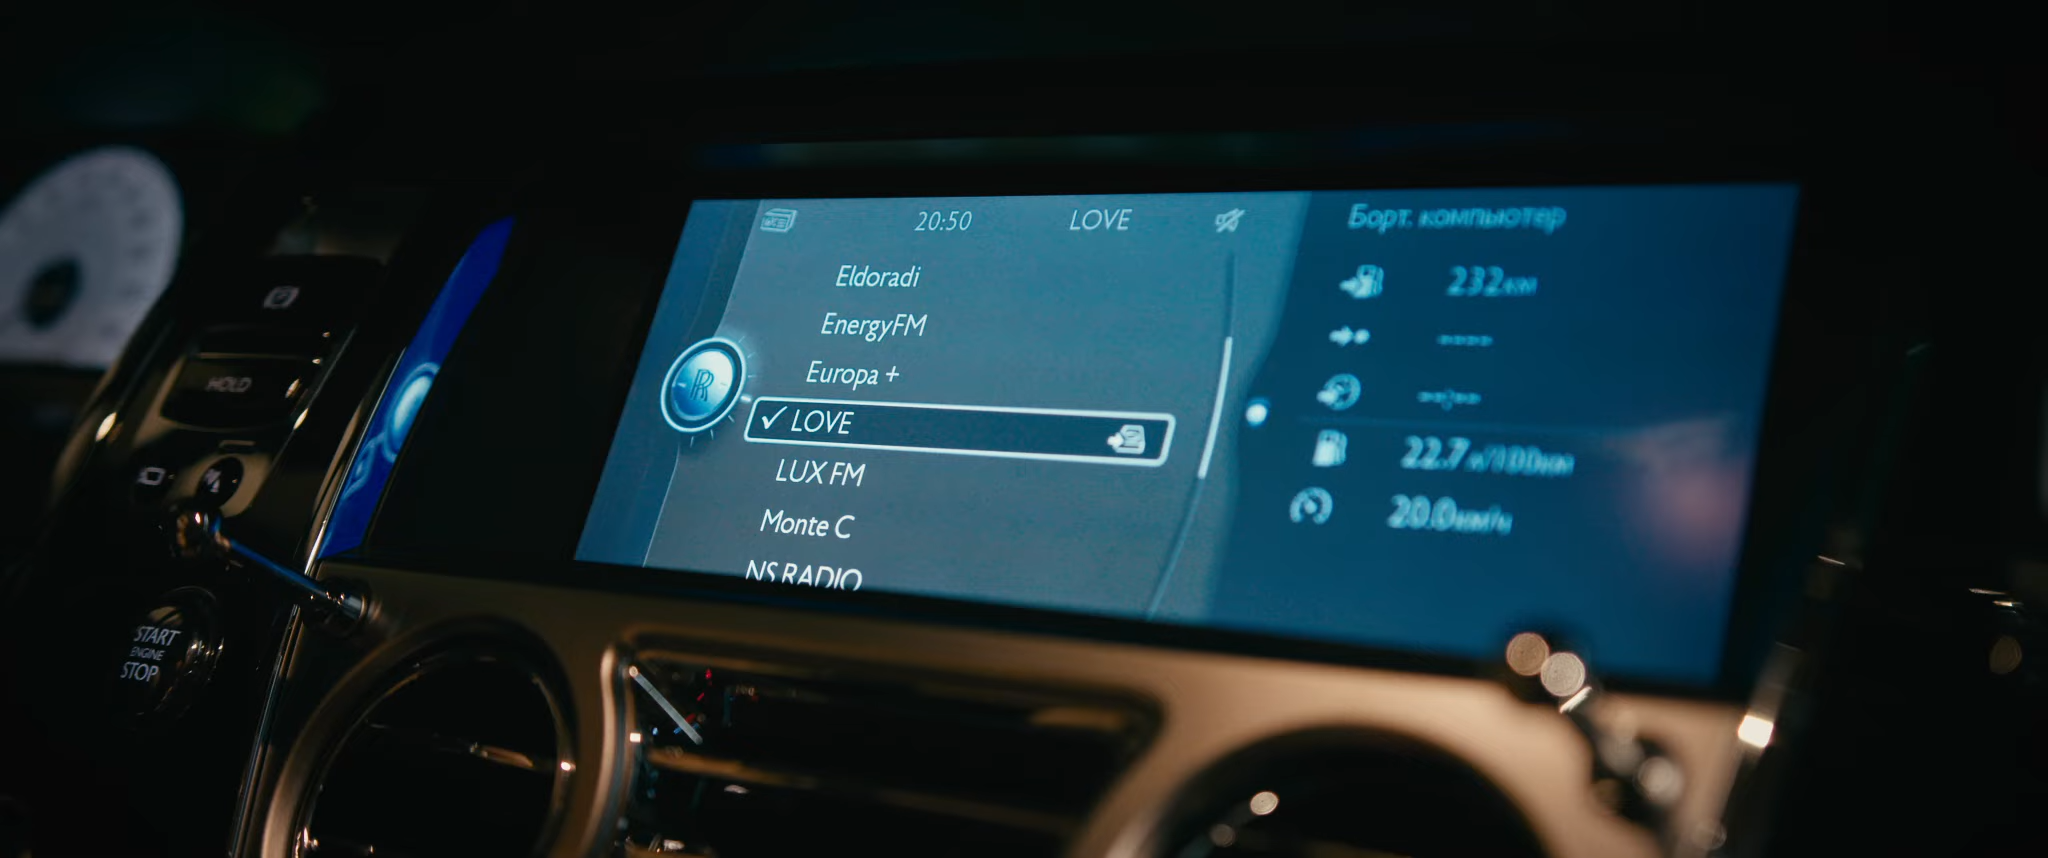 20:50 LOVE
Eldoradi
EnergyFM
Europa +
✓ LOVE
LUX FM
Monte C
NS RADIO
Борт. компьютер
232км
----
--:--
22.7л/100км
20.0км/ч
HOLD
START
ENGINE
STOP